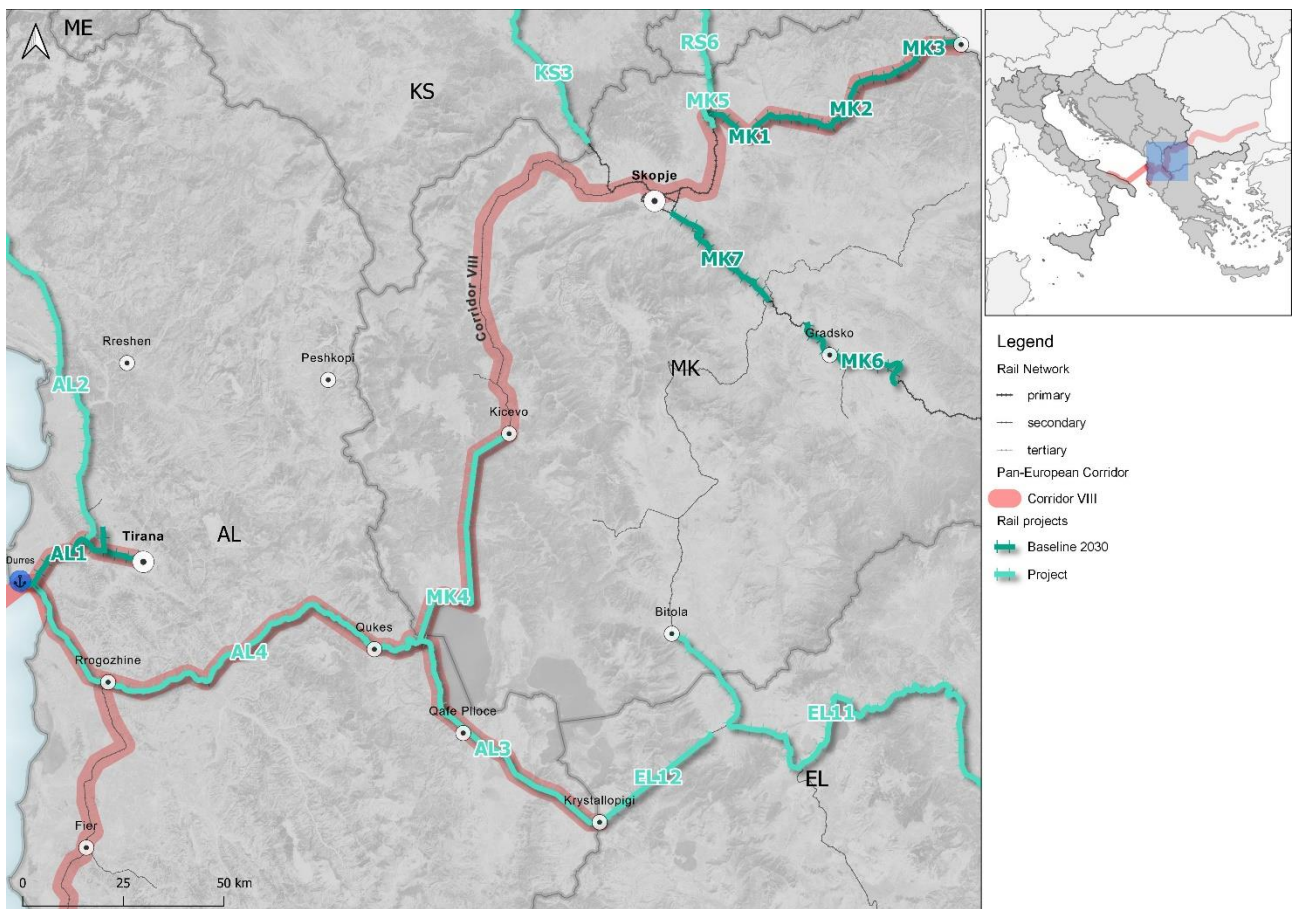 ME
KS3
RS6
MK3
KS
MK5
MK2
MK1
Skopje
MK7
Corridor VIII
Rreshen
Peshkopi
Gradsko
MK6
MK
AL2
Kicevo
Tirana
AL
AL1
Durres
MK4
Bitola
Qukes
AL4
Rrogozhine
Qafe Plloce
AL3
EL11
EL12
EL
Krystallopigi
Fier
0 25 50 km
Legend
Rail Network
primary
secondary
tertiary
Pan-European Corridor
Corridor VIII
Rail projects
Baseline 2030
Project